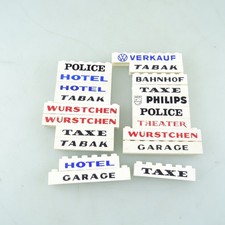 POLICE
HOTEL
HOTEL
TABAK
WURSTCHEN
WURSTCHEN
TAXE
TABAK
HOTEL
GARAGE
VW VERKAUF
TABAK
BAHNHOF
TAXE
PHILIPS
POLICE
THEATER
WURSTCHEN
GARAGE
TAXE